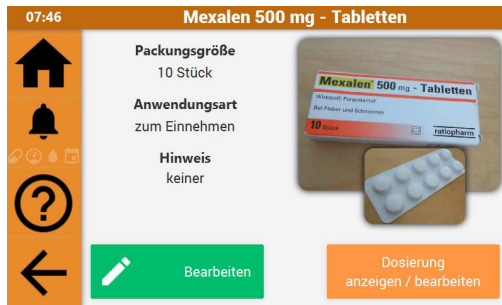 07:46
Mexalen 500 mg - Tabletten
Packungsgröße
10 Stück
Anwendungsart
zum Einnehmen
Hinweis
keiner
Mexalen® 500 mg - Tabletten
Wirkstoff: Paracetamol
Bei Fieber und Schmerzen
10 Stück
ratiopharm
Bearbeiten
Dosierung
anzeigen / bearbeiten